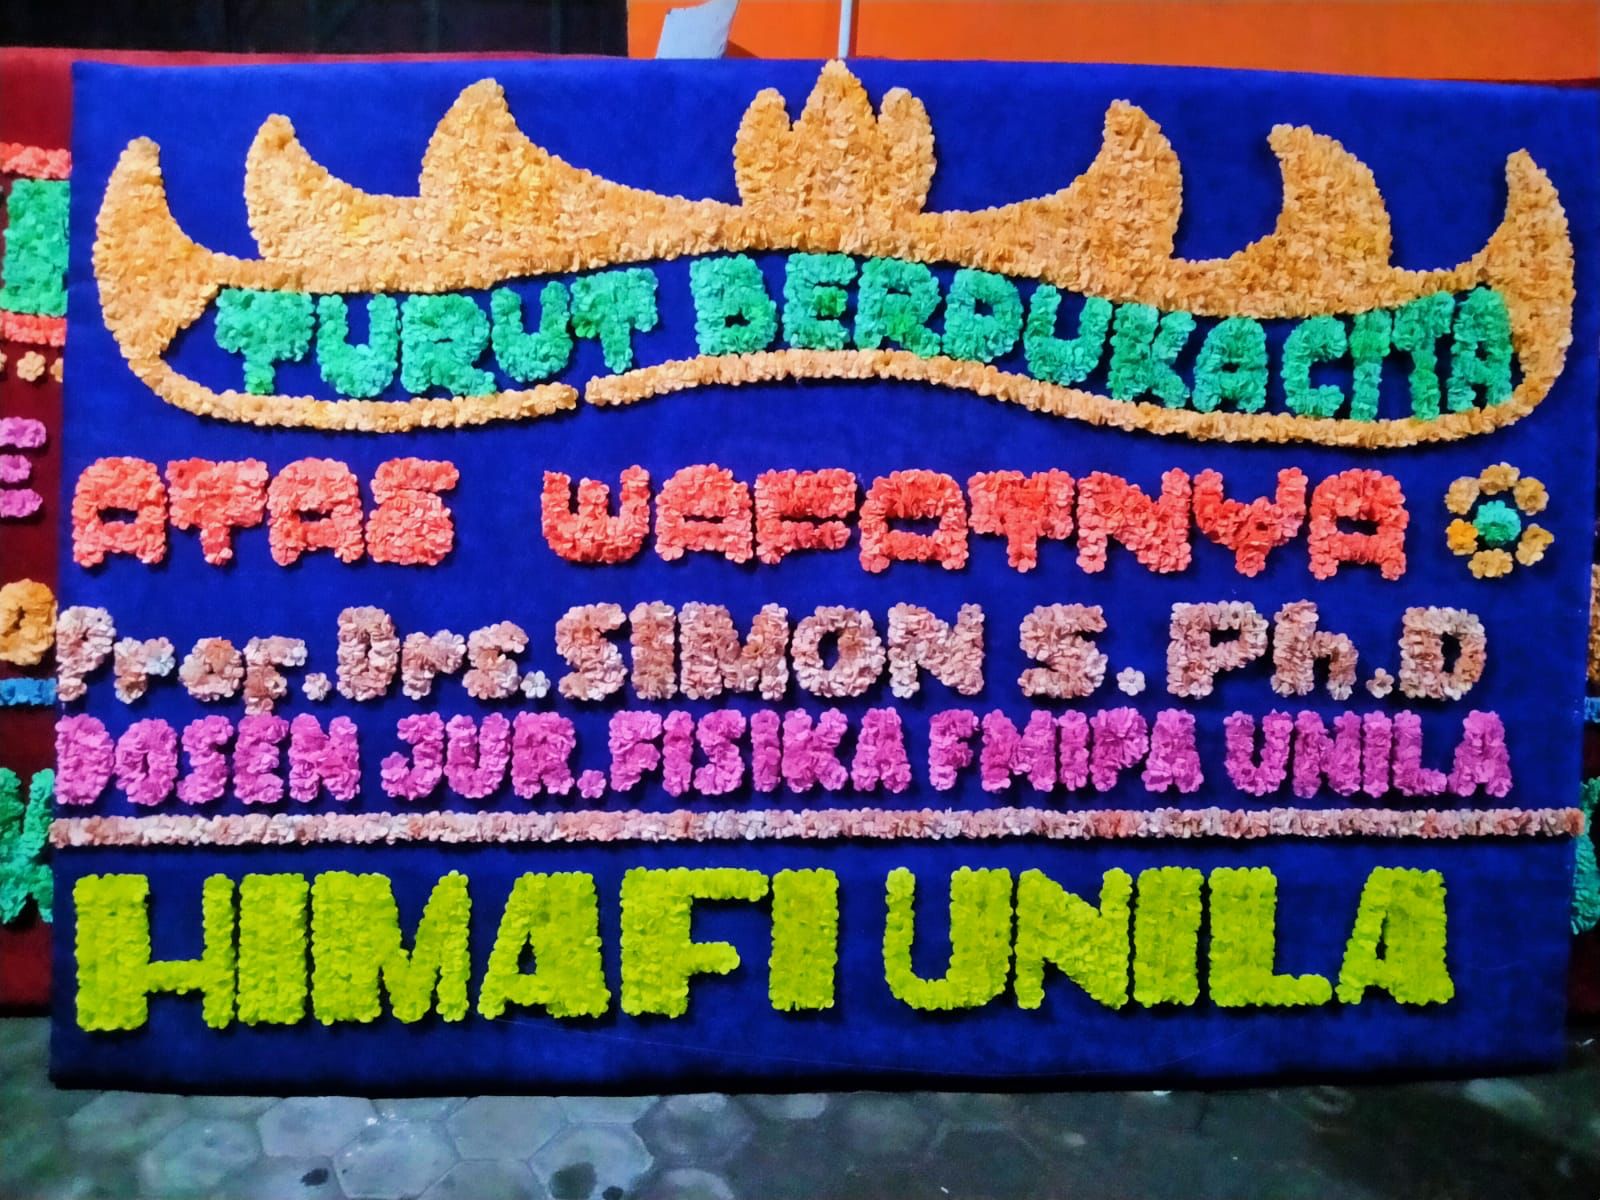 TURUT BERDUKACITA
ATAS WAFATNYA
Prof.Drs.SIMON S.Ph.D
DOSEN JUR.FISIKA FMIPA UNILA
HIMAFI UNILA